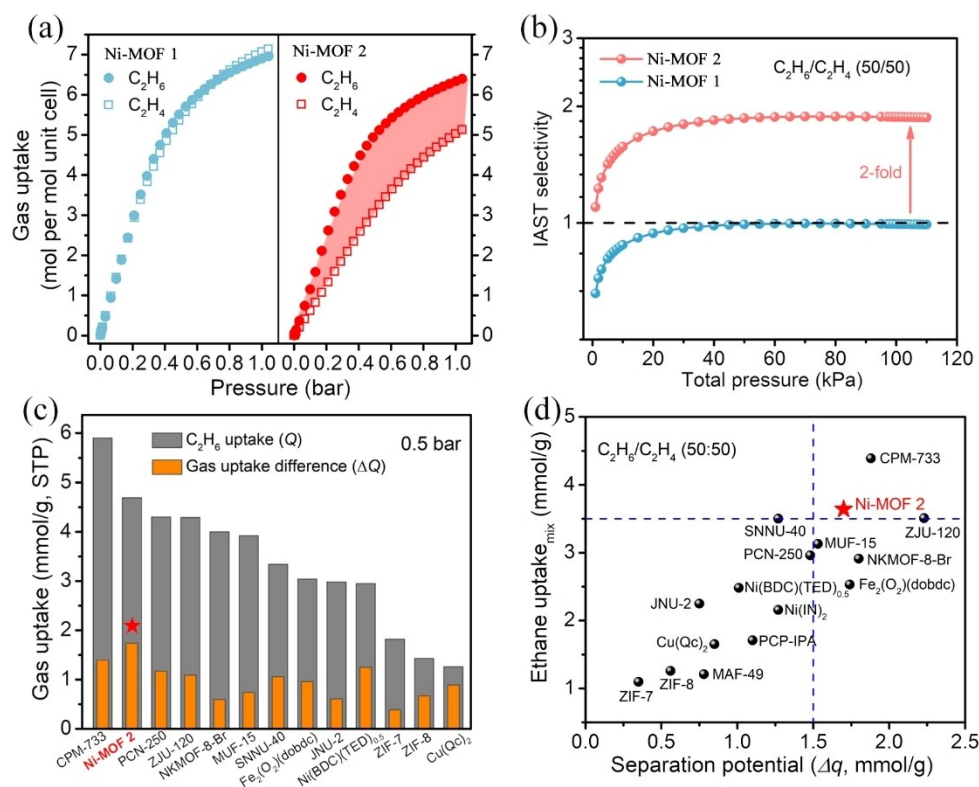 (a)
Ni-MOF 1
C₂H₆
C₂H₄
Ni-MOF 2
C₂H₆
C₂H₄
Gas uptake
(mol per mol unit cell)
7
6
5
4
3
2
1
0
7
6
5
4
3
2
1
0
0.0 0.2 0.4 0.6 0.8 1.0 0.0 0.2 0.4 0.6 0.8 1.0
Pressure (bar)
(b)
Ni-MOF 2
Ni-MOF 1
C₂H₆/C₂H₄ (50/50)
2-fold
IAST selectivity
3
2
1
0 20 40 60 80 100 120
Total pressure (kPa)
(c)
C₂H₆ uptake (Q)
Gas uptake difference (ΔQ)
0.5 bar
Gas uptake (mmol/g, STP)
6
5
4
3
2
1
0
CPM-733
Ni-MOF 2
PCN-250
ZJU-120
NKMOF-8-Br
MUF-15
SNNU-40
Fe₂(O₂)(dobdc)
JNU-2
Ni(BDC)(TED)₀.₅
ZIF-7
ZIF-8
Cu(Qc)₂
(d)
C₂H₆/C₂H₄ (50:50)
Ethane uptakeₘᵢₓ (mmol/g)
5
4
3
2
1
CPM-733
Ni-MOF 2
SNNU-40
ZJU-120
MUF-15
PCN-250
NKMOF-8-Br
Ni(BDC)(TED)₀.₅
Fe₂(O₂)(dobdc)
JNU-2
Ni(IN)₂
Cu(Qc)₂
PCP-IPA
ZIF-8
MAF-49
ZIF-7
0.0 0.5 1.0 1.5 2.0 2.5
Separation potential (Δq, mmol/g)